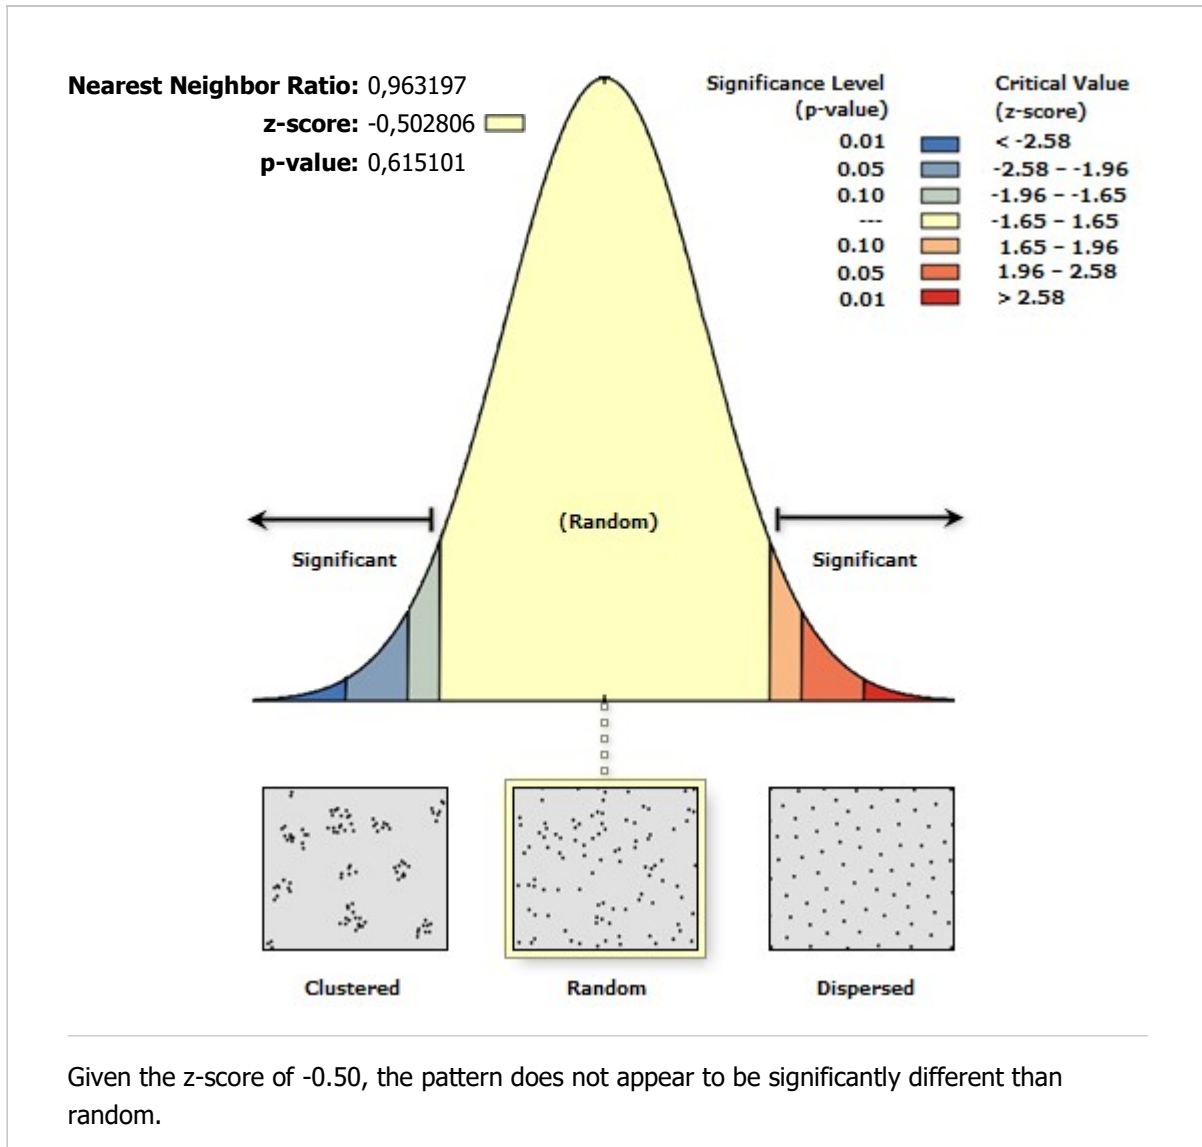 Nearest Neighbor Ratio: 0,963197
z-score: -0,502806
p-value: 0,615101
Significance Level
(p-value)
Critical Value
(z-score)
0.01 < -2.58
0.05 -2.58 – -1.96
0.10 -1.96 – -1.65
--- -1.65 – 1.65
0.10 1.65 – 1.96
0.05 1.96 – 2.58
0.01 > 2.58
(Random)
Significant
Significant
Clustered
Random
Dispersed
Given the z-score of -0.50, the pattern does not appear to be significantly different than
random.